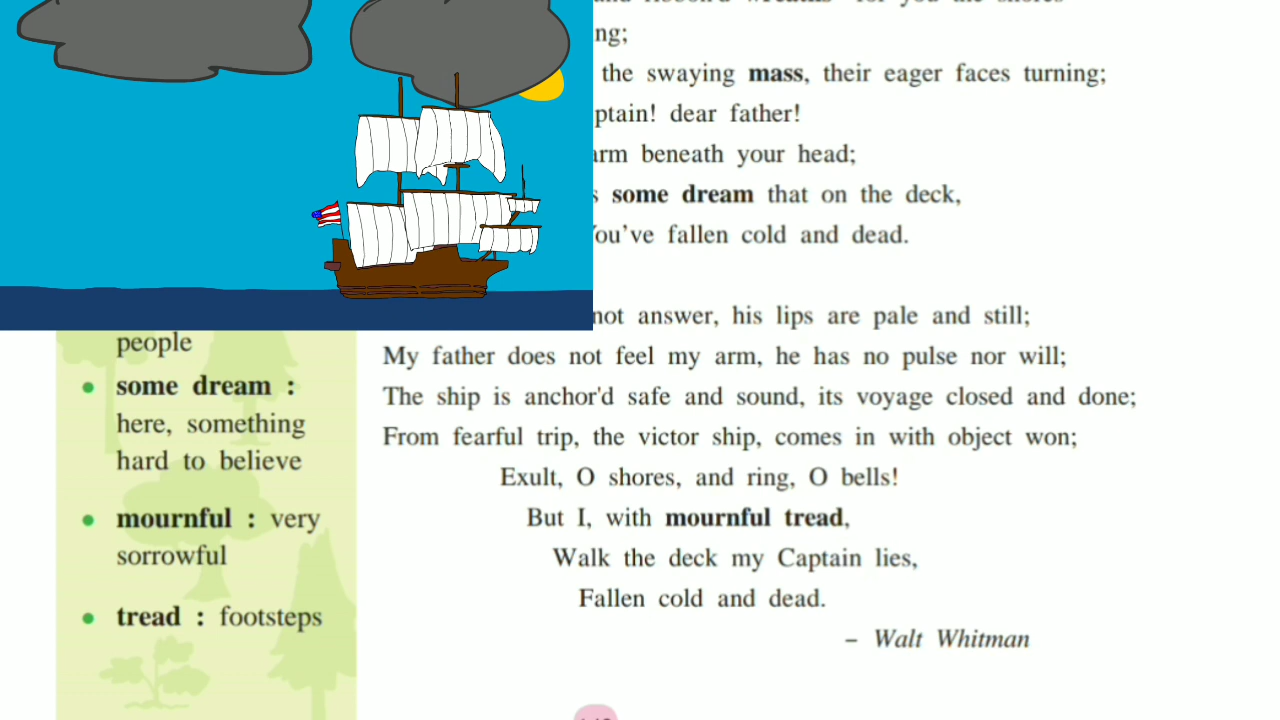 ng;
the swaying mass, their eager faces turning;
ptain! dear father!
arm beneath your head;
some dream that on the deck,
You've fallen cold and dead.
not answer, his lips are pale and still;
My father does not feel my arm, he has no pulse nor will;
The ship is anchor'd safe and sound, its voyage closed and done;
From fearful trip, the victor ship, comes in with object won;
Exult, O shores, and ring, O bells!
But I, with mournful tread,
Walk the deck my Captain lies,
Fallen cold and dead.
– Walt Whitman
people
• some dream :
here, something
hard to believe
• mournful : very
sorrowful
• tread : footsteps